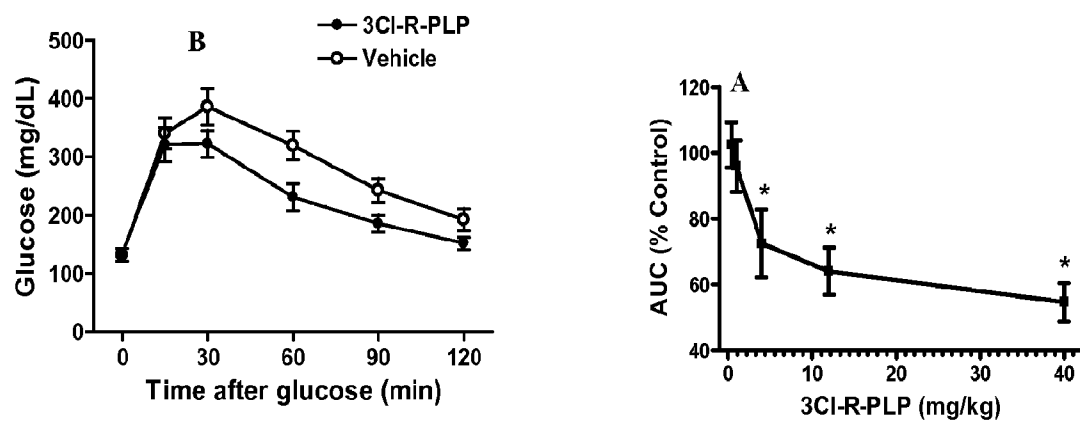 B
3Cl-R-PLP
Vehicle
500
400
300
200
100
0
Glucose (mg/dL)
0 30 60 90 120
Time after glucose (min)
A
120
100
80
60
40
AUC (% Control)
*
*
*
0 10 20 30 40
3Cl-R-PLP (mg/kg)